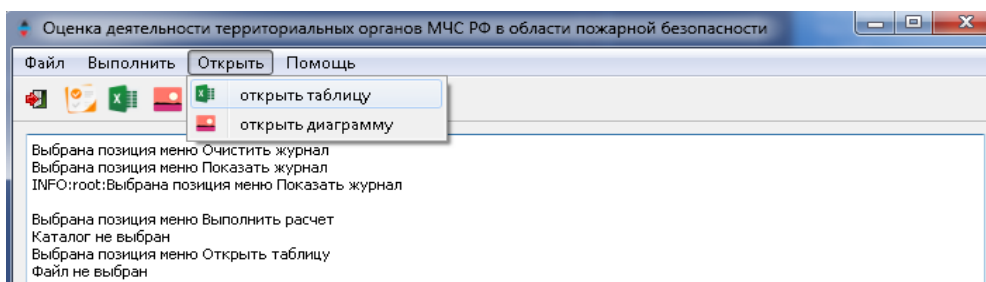 Оценка деятельности территориальных органов МЧС РФ в области пожарной безопасности
Файл Выполнить Открыть Помощь
открыть таблицу
открыть диаграмму
Выбрана позиция меню Очистить журнал
Выбрана позиция меню Показать журнал
INFO:root:Выбрана позиция меню Показать журнал
Выбрана позиция меню Выполнить расчет
Каталог не выбран
Выбрана позиция меню Открыть таблицу
Файл не выбран